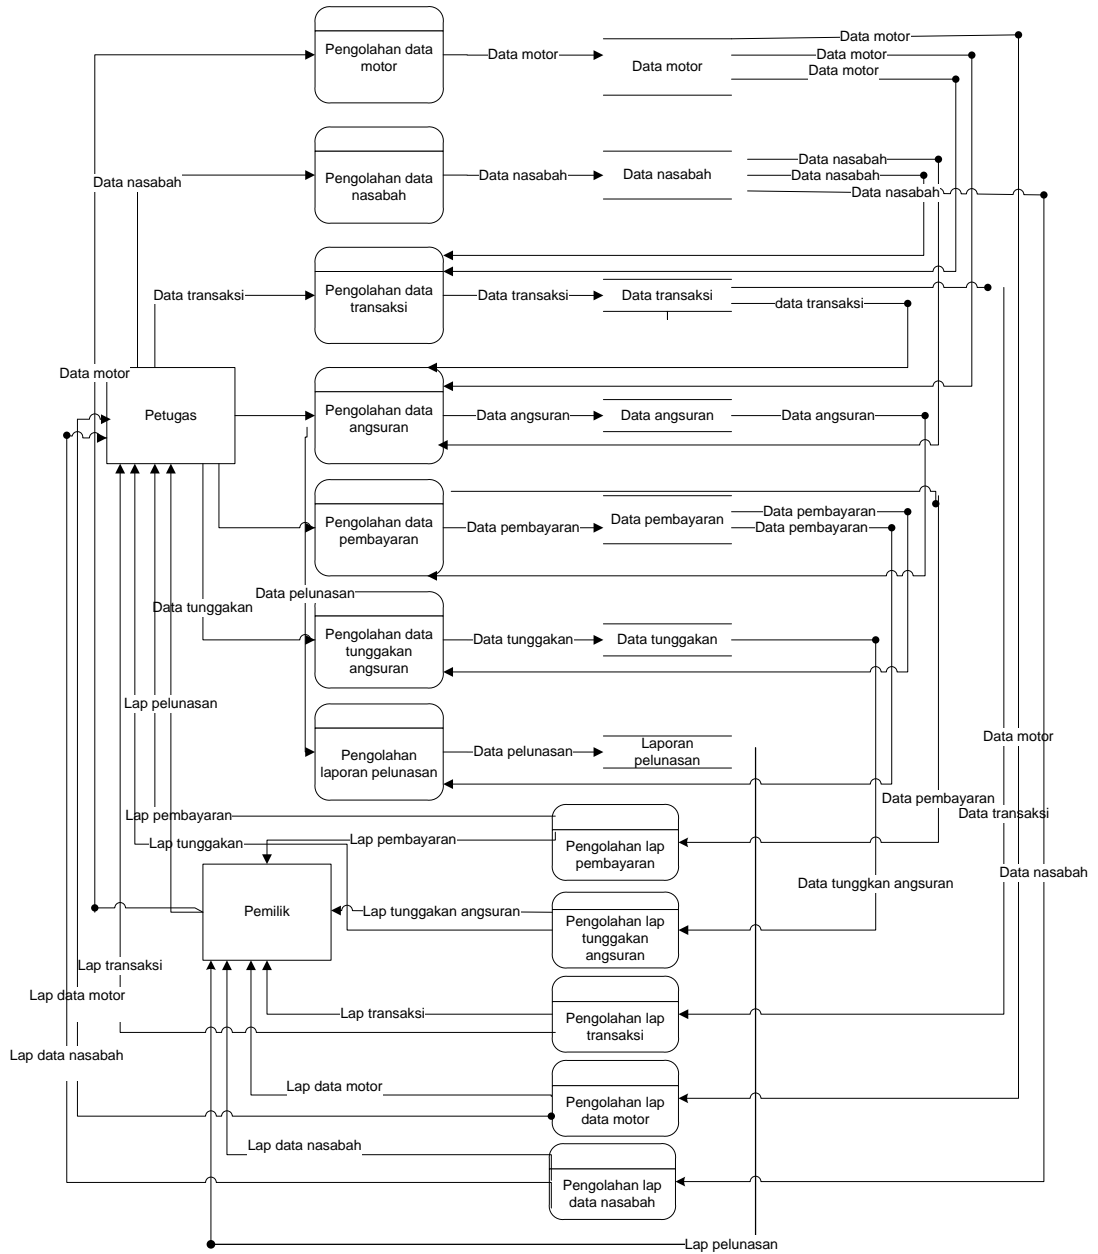 Data motor
Pengolahan data
motor
Data motor
Data motor
Data motor
Data motor
Data nasabah
Pengolahan data
nasabah
Data nasabah
Data nasabah
Data nasabah
Data nasabah
Data nasabah
Data transaksi
Pengolahan data
transaksi
Data transaksi
Data transaksi
data transaksi
Data motor
Petugas
Pengolahan data
angsuran
Data angsuran
Data angsuran
Data angsuran
Pengolahan data
pembayaran
Data pembayaran
Data pembayaran
Data pembayaran
Data pembayaran
Data pelunasan
Data tunggakan
Pengolahan data
tunggakan
angsuran
Data tunggakan
Data tunggakan
Lap pelunasan
Pengolahan
laporan pelunasan
Data pelunasan
Laporan
pelunasan
Data motor
Data pembayaran
Data transaksi
Lap pembayaran
Lap pembayaran
Lap tunggakan
Pengolahan lap
pembayaran
Data nasabah
Data tunggkan angsuran
Pemilik
Lap tunggakan angsuran
Pengolahan lap
tunggakan
angsuran
Lap transaksi
Lap data motor
Lap transaksi
Pengolahan lap
transaksi
Lap data nasabah
Lap data motor
Pengolahan lap
data motor
Lap data nasabah
Pengolahan lap
data nasabah
Lap pelunasan